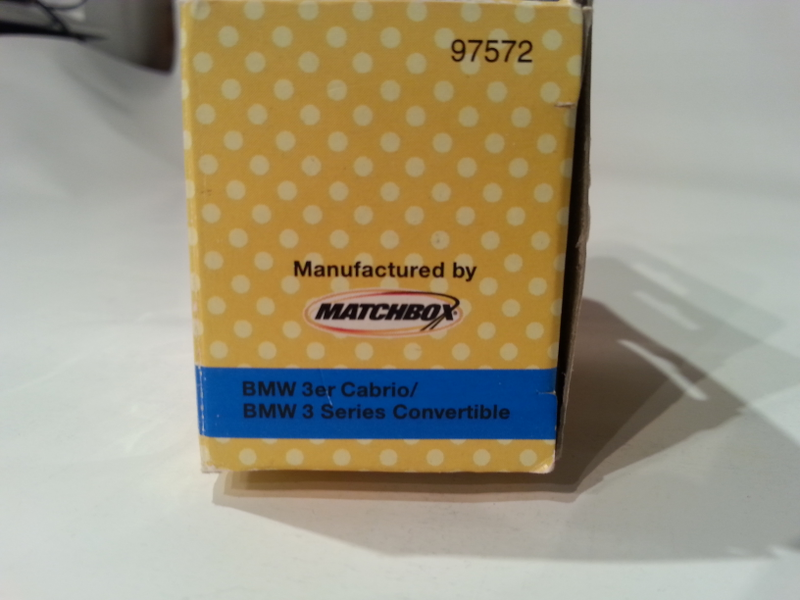 97572
Manufactured by
MATCHBOX
BMW 3er Cabrio/
BMW 3 Series Convertible